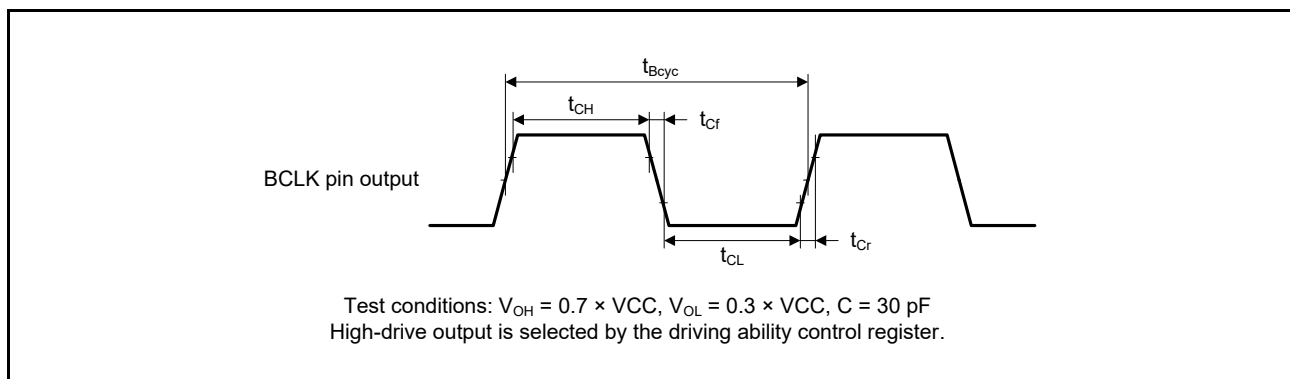 tBcyc
tCH
tCf
BCLK pin output
tCL
tCr
Test conditions: VOH = 0.7 × VCC, VOL = 0.3 × VCC, C = 30 pF
High-drive output is selected by the driving ability control register.